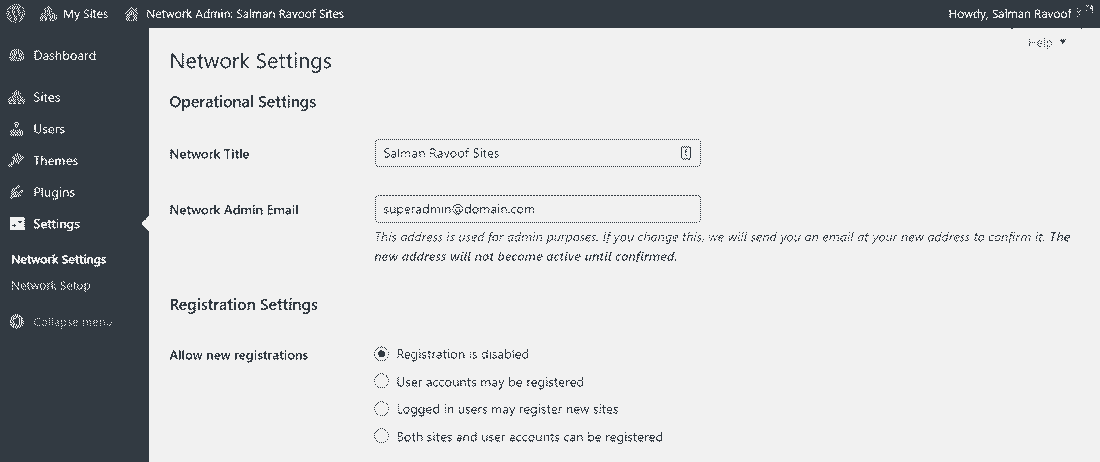 My Sites Network Admin: Salman Ravoof Sites Howdy, Salman Ravoof
Help
Dashboard
Sites
Users
Themes
Plugins
Settings
Network Settings
Network Setup
Collapse menu
Network Settings
Operational Settings
Network Title Salman Ravoof Sites
Network Admin Email superadmin@domain.com
This address is used for admin purposes. If you change this, we will send you an email at your new address to confirm it. The
new address will not become active until confirmed.
Registration Settings
Allow new registrations Registration is disabled
User accounts may be registered
Logged in users may register new sites
Both sites and user accounts can be registered